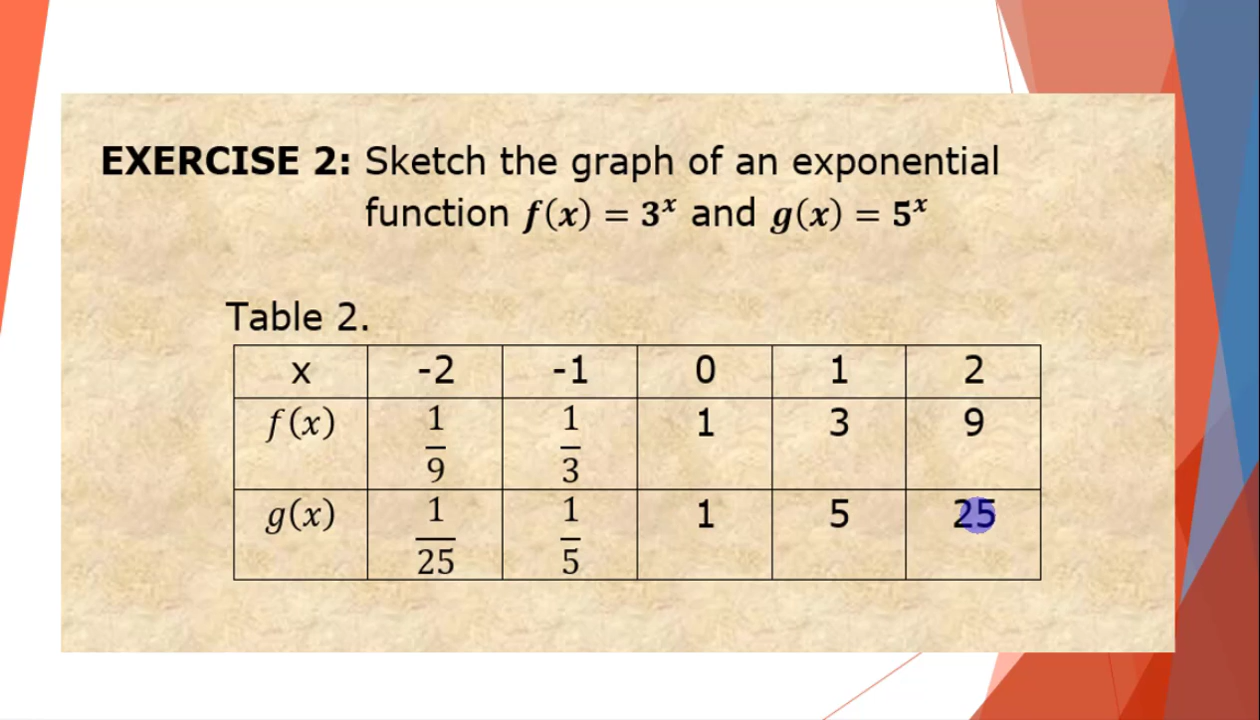 EXERCISE 2: Sketch the graph of an exponential
function f(x) = 3ˣ and g(x) = 5ˣ
Table 2.
x -2 -1 0 1 2
f(x) 1/9 1/3 1 3 9
g(x) 1/25 1/5 1 5 25